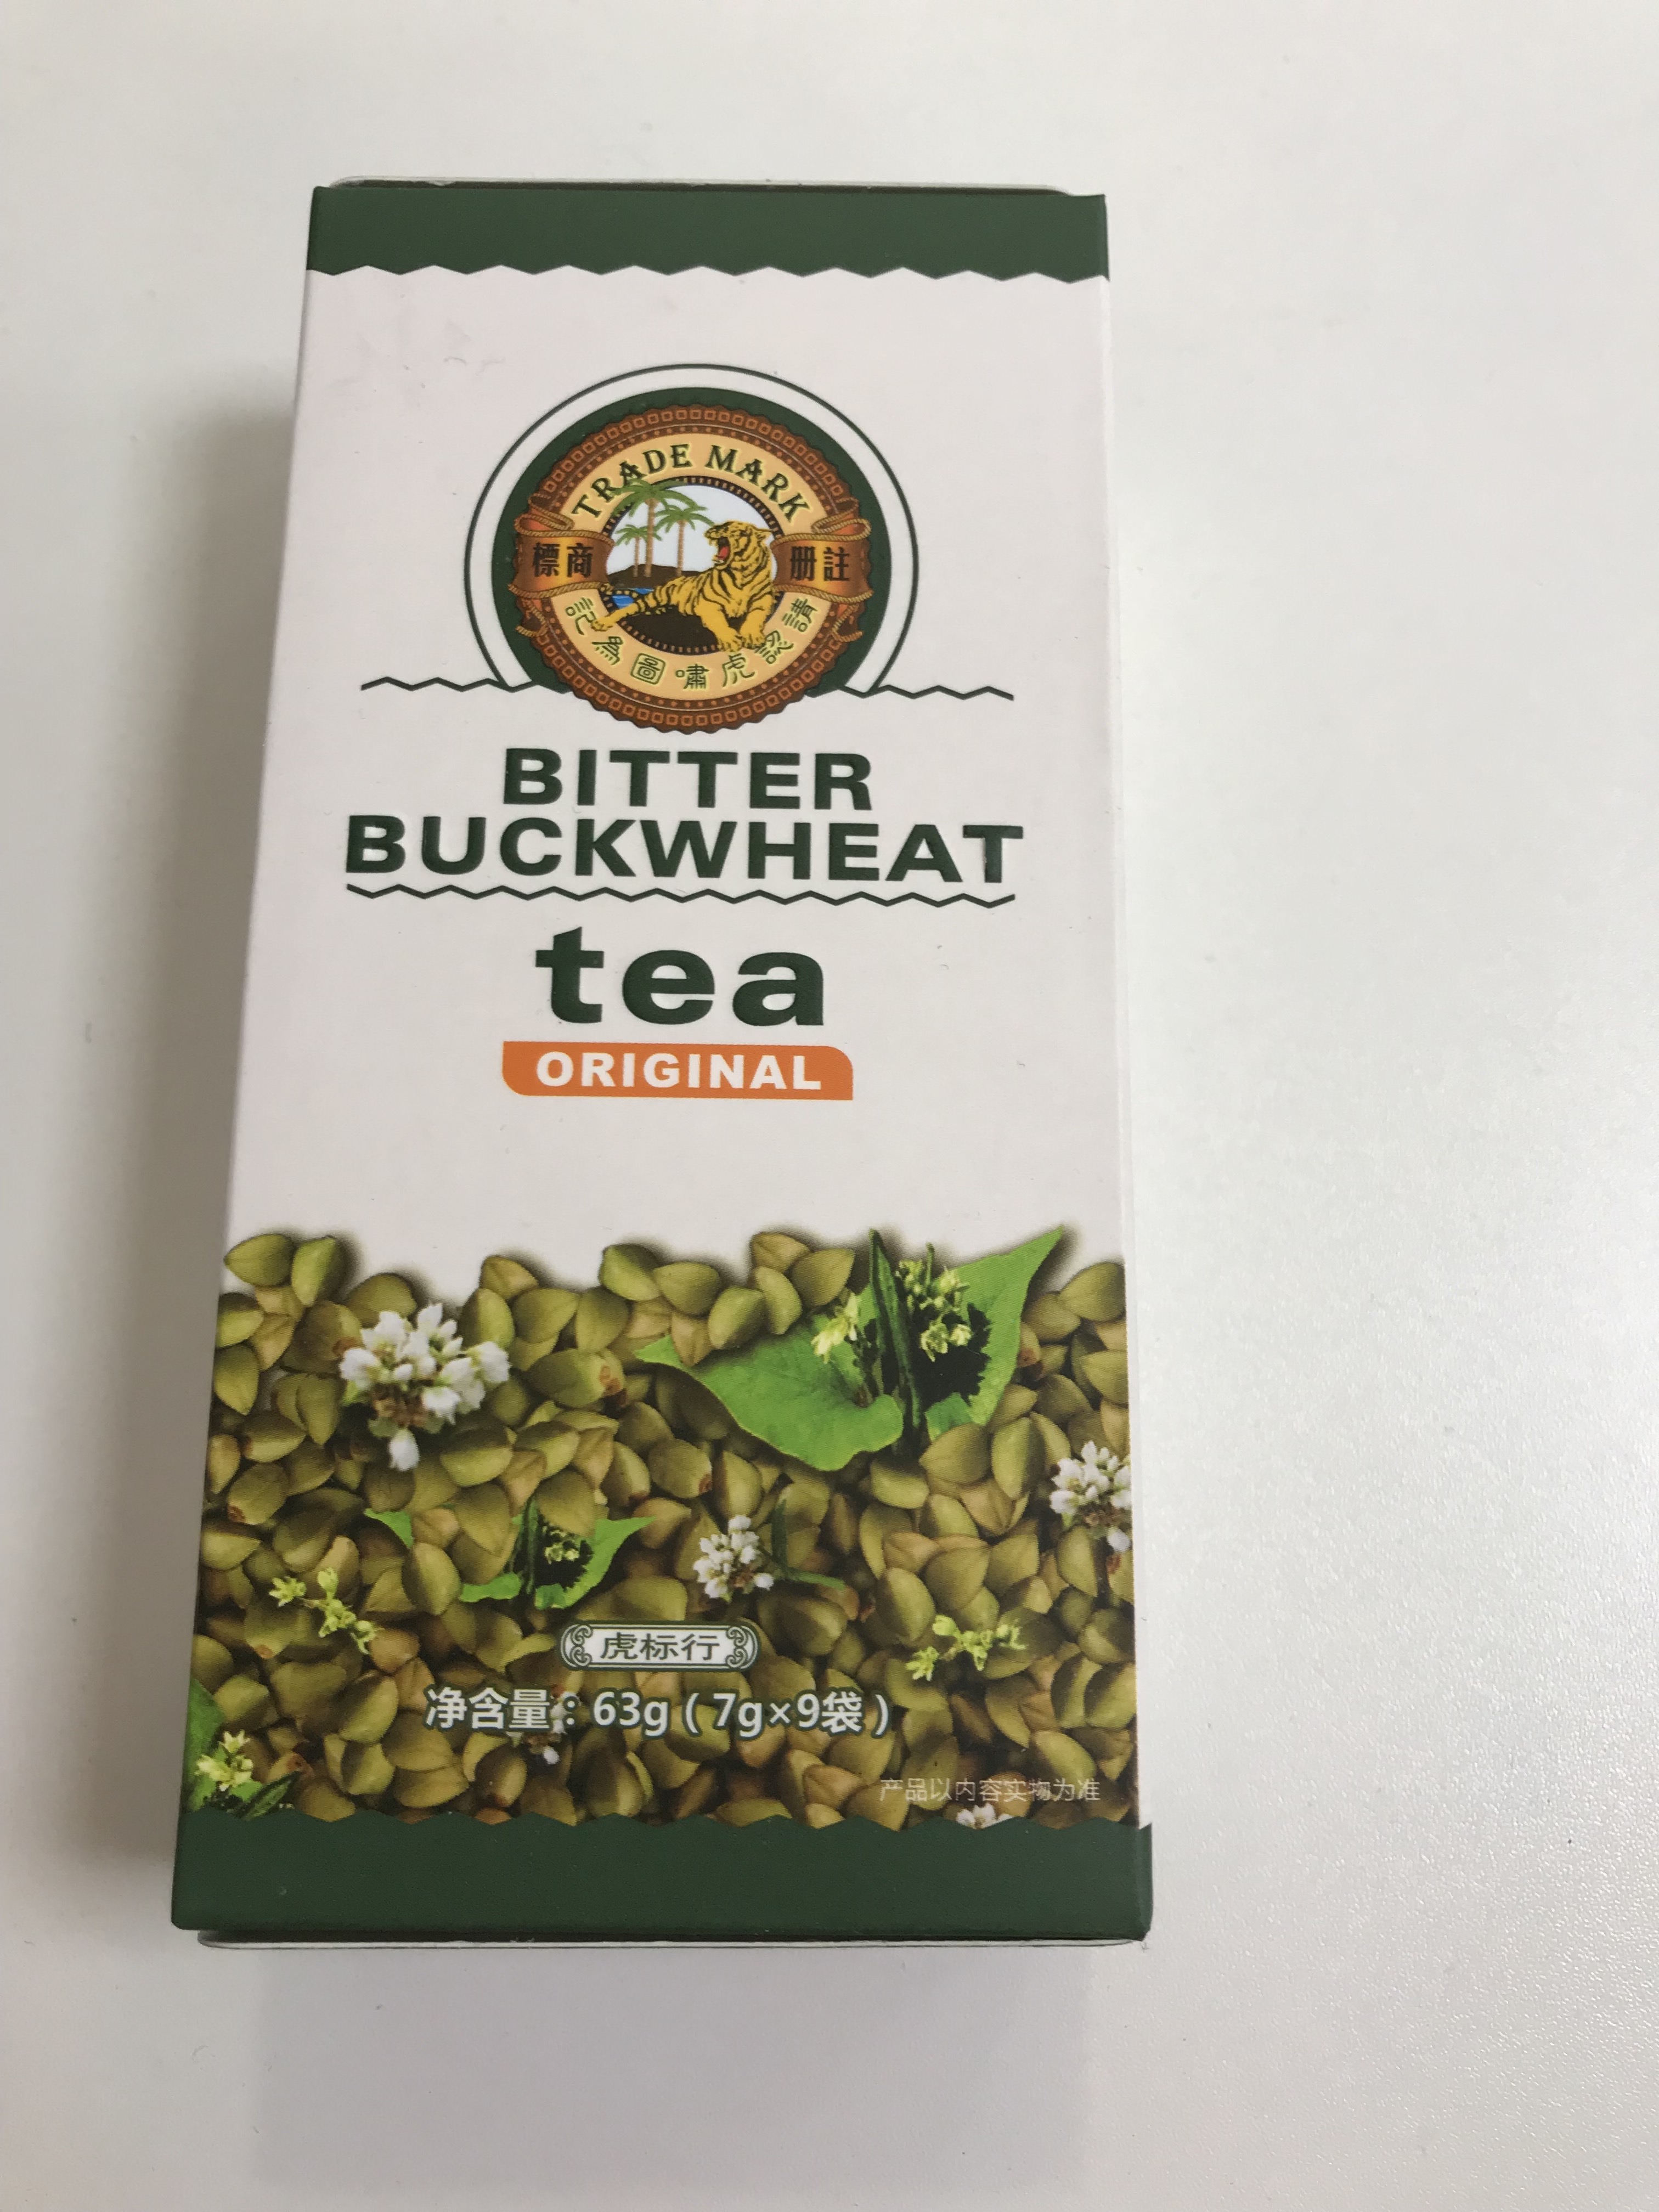 TRADE MARK
標商 册註
請認虎嘯圖為記
BITTER
BUCKWHEAT
tea
ORIGINAL
虎标行
净含量：63g（7g×9袋）
产品以内容实物为准